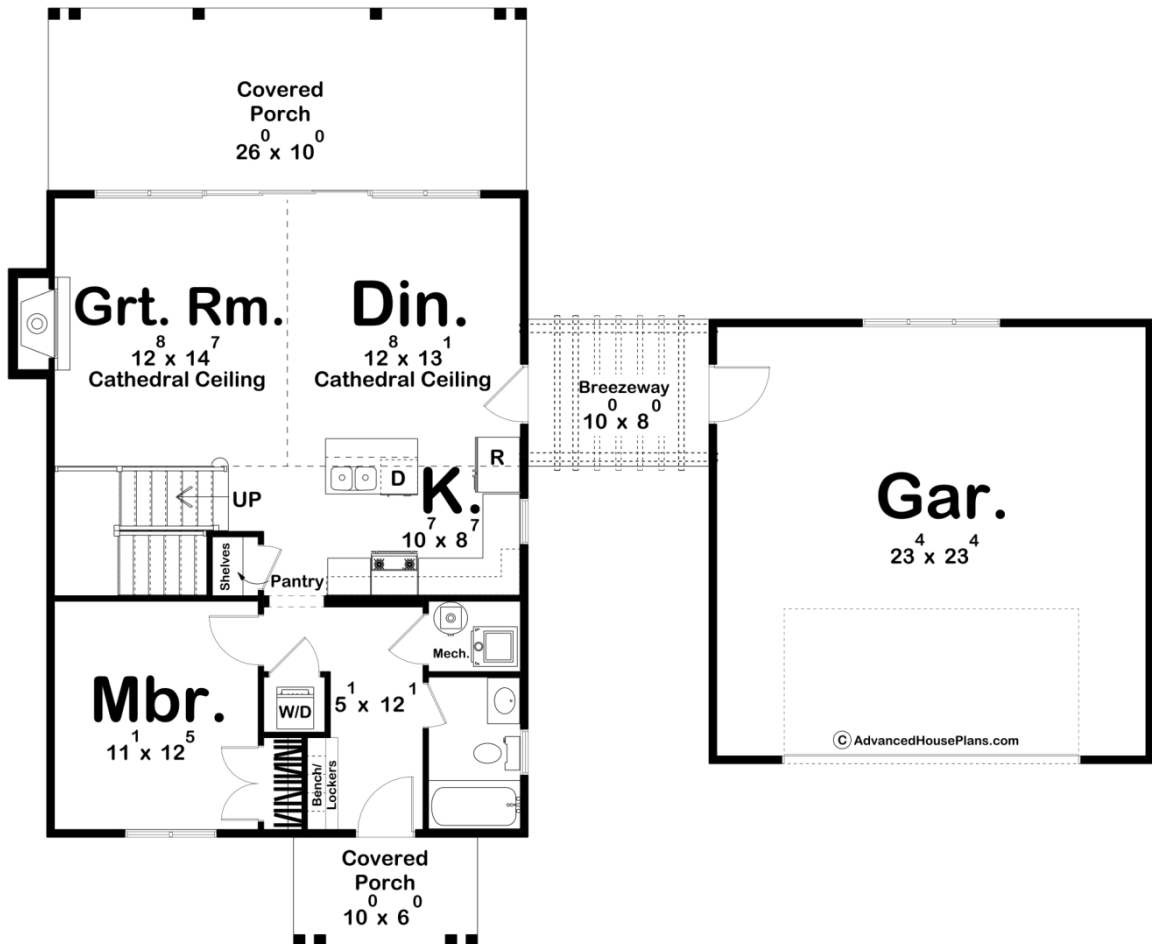 Covered
Porch
26⁰ x 10⁰
Grt. Rm.
12⁸ x 14⁷
Cathedral Ceiling
Din.
12⁸ x 13¹
Cathedral Ceiling
Breezeway
10⁰ x 8⁰
Gar.
23⁴ x 23⁴
R
D
K.
10⁷ x 8⁷
UP
Shelves
Pantry
Mech.
Mbr.
11¹ x 12⁵
W/D
5¹ x 12¹
Bench/
Lockers
© AdvancedHousePlans.com
Covered
Porch
10⁰ x 6⁰